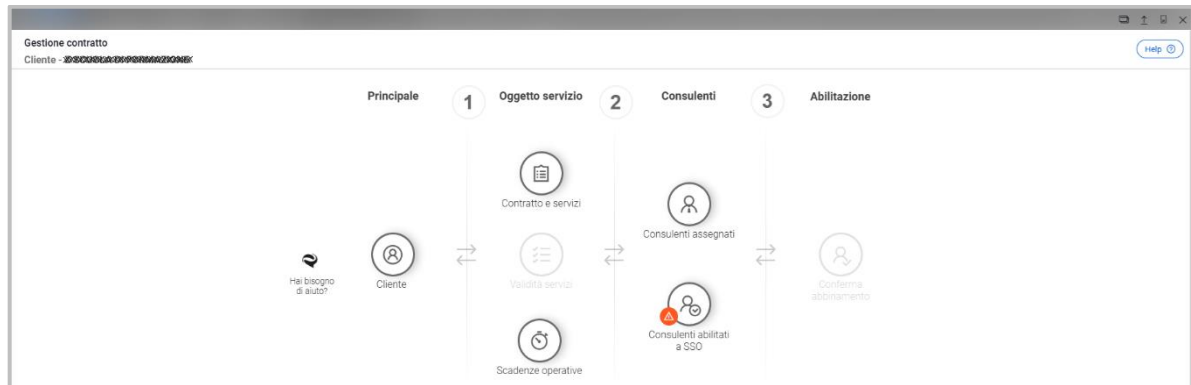 Gestione contratto
Help
Cliente -
Principale
1
Oggetto servizio
2
Consulenti
3
Abilitazione
Contratto e servizi
Consulenti assegnati
Hai bisogno
di aiuto?
Cliente
Validità servizi
Conferma
abbinamento
Consulenti abilitati
a SSO
Scadenze operative